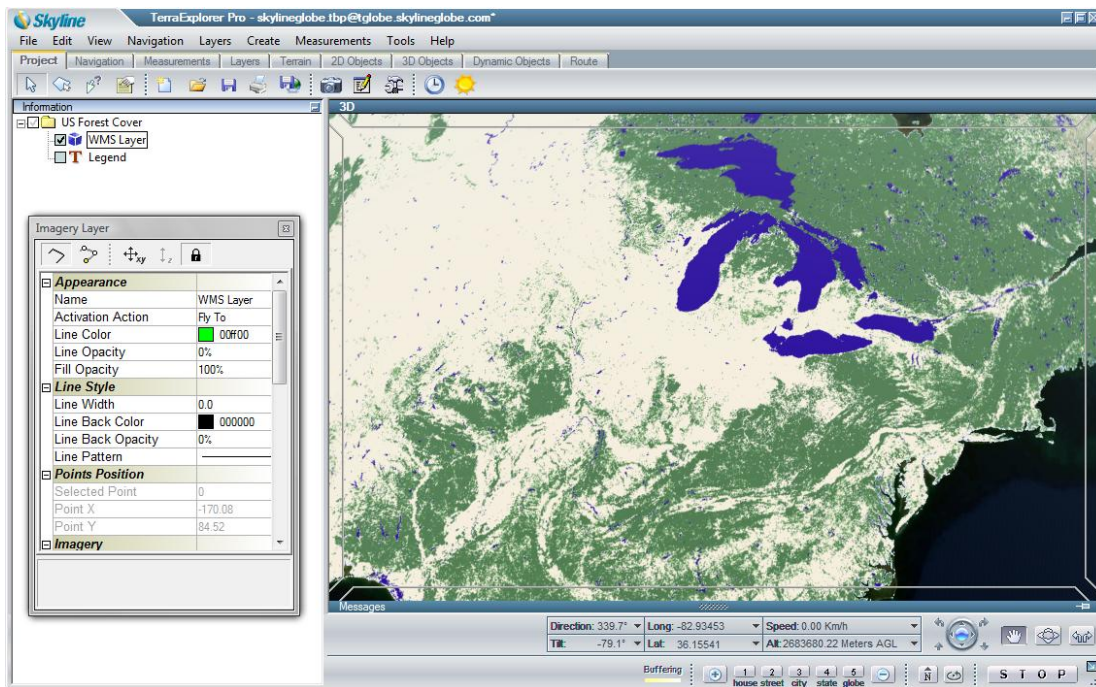 Skyline
TerraExplorer Pro - skylineglobe.tbp@tglobe.skylineglobe.com*
File Edit View Navigation Layers Create Measurements Tools Help
Project Navigation Measurements Layers Terrain 2D Objects 3D Objects Dynamic Objects Route
Information
3D
US Forest Cover
WMS Layer
T Legend
Imagery Layer
xy z
Appearance
Name WMS Layer
Activation Action Fly To
Line Color 00ff00
Line Opacity 0%
Fill Opacity 100%
Line Style
Line Width 0.0
Line Back Color 000000
Line Back Opacity 0%
Line Pattern
Points Position
Selected Point 0
Point X -170.08
Point Y 84.52
Imagery
Messages
Direction: 339.7° Long: -82.93453 Speed: 0.00 Km/h
Tilt: -79.1° Lat: 36.15541 Alt: 2683680.22 Meters AGL
Buffering 1 2 3 4 5 N STOP
house street city state globe